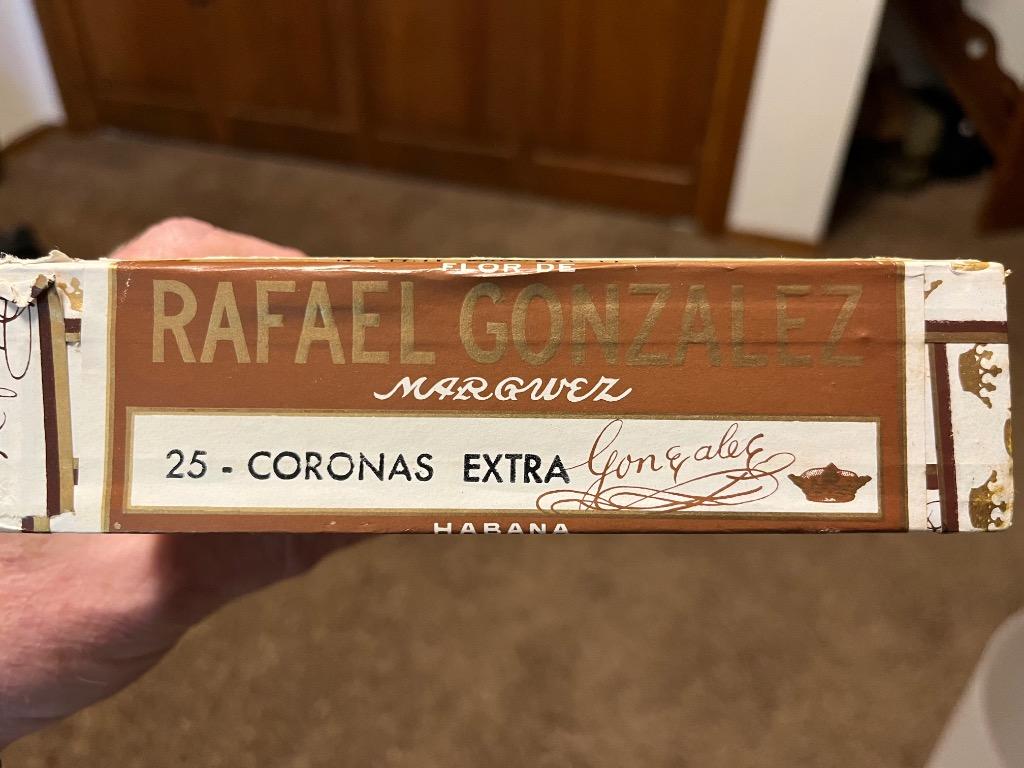 FLOR DE
RAFAEL GONZALEZ
MARQUEZ
25 - CORONAS EXTRA
Gonzalez
HABANA